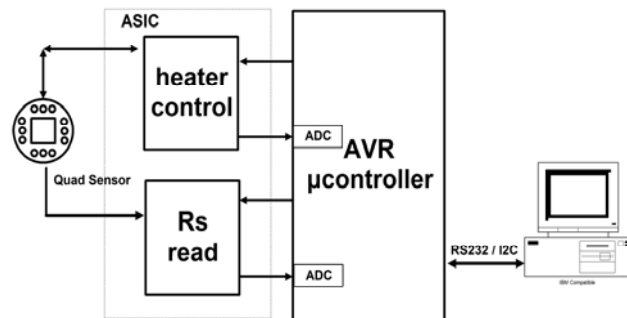 ASIC
heater
control
ADC
AVR
µcontroller
Quad Sensor
Rs
read
ADC
RS232 / I2C
IBM Compatible